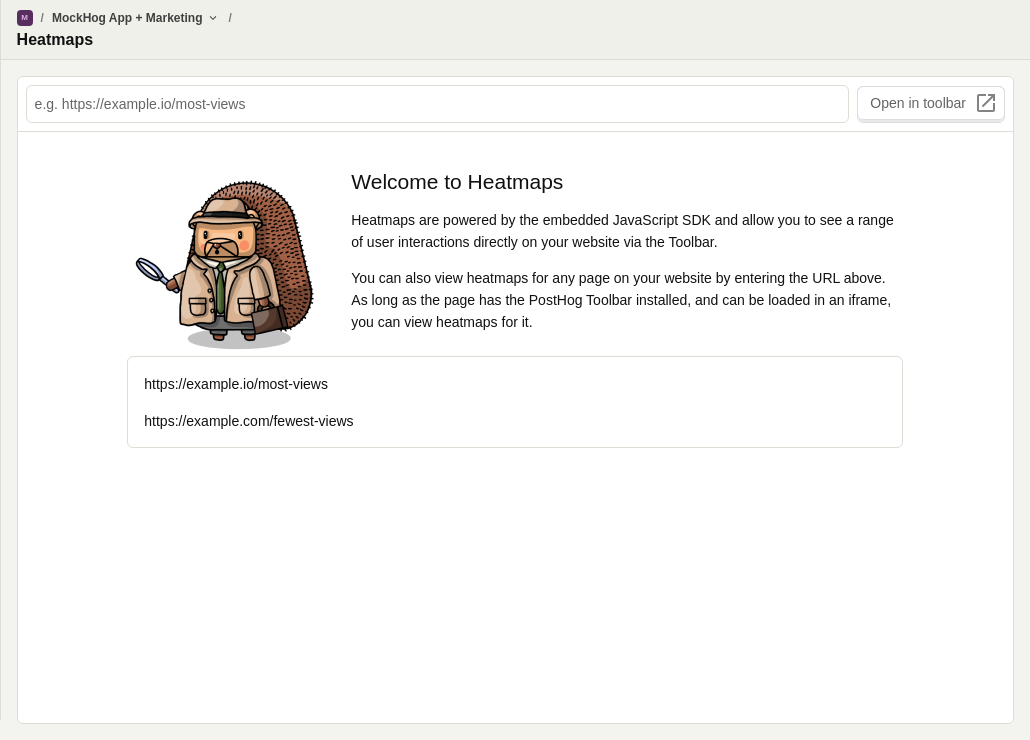 M / MockHog App + Marketing /
Heatmaps
e.g. https://example.io/most-views
Open in toolbar
Welcome to Heatmaps
Heatmaps are powered by the embedded JavaScript SDK and allow you to see a range
of user interactions directly on your website via the Toolbar.
You can also view heatmaps for any page on your website by entering the URL above.
As long as the page has the PostHog Toolbar installed, and can be loaded in an iframe,
you can view heatmaps for it.
https://example.io/most-views
https://example.com/fewest-views